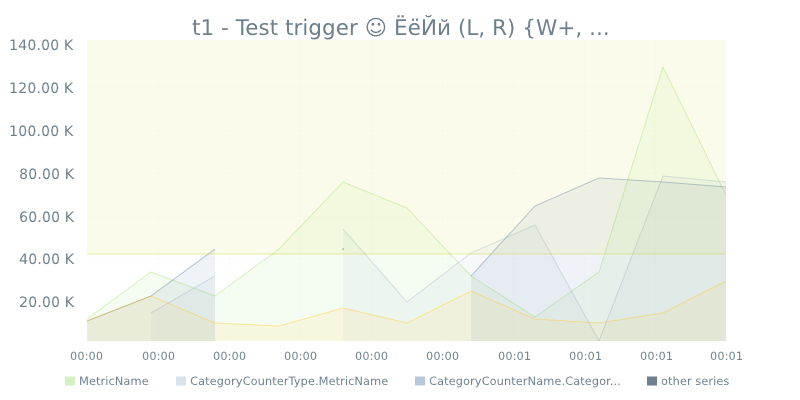 t1 - Test trigger ☺ ЁёЙй (L, R) {W+, ...
140.00 K
120.00 K
100.00 K
80.00 K
60.00 K
40.00 K
20.00 K
00:00 00:00 00:00 00:00 00:00 00:00 00:01 00:01 00:01 00:01
MetricName CategoryCounterType.MetricName CategoryCounterName.Categor... other series